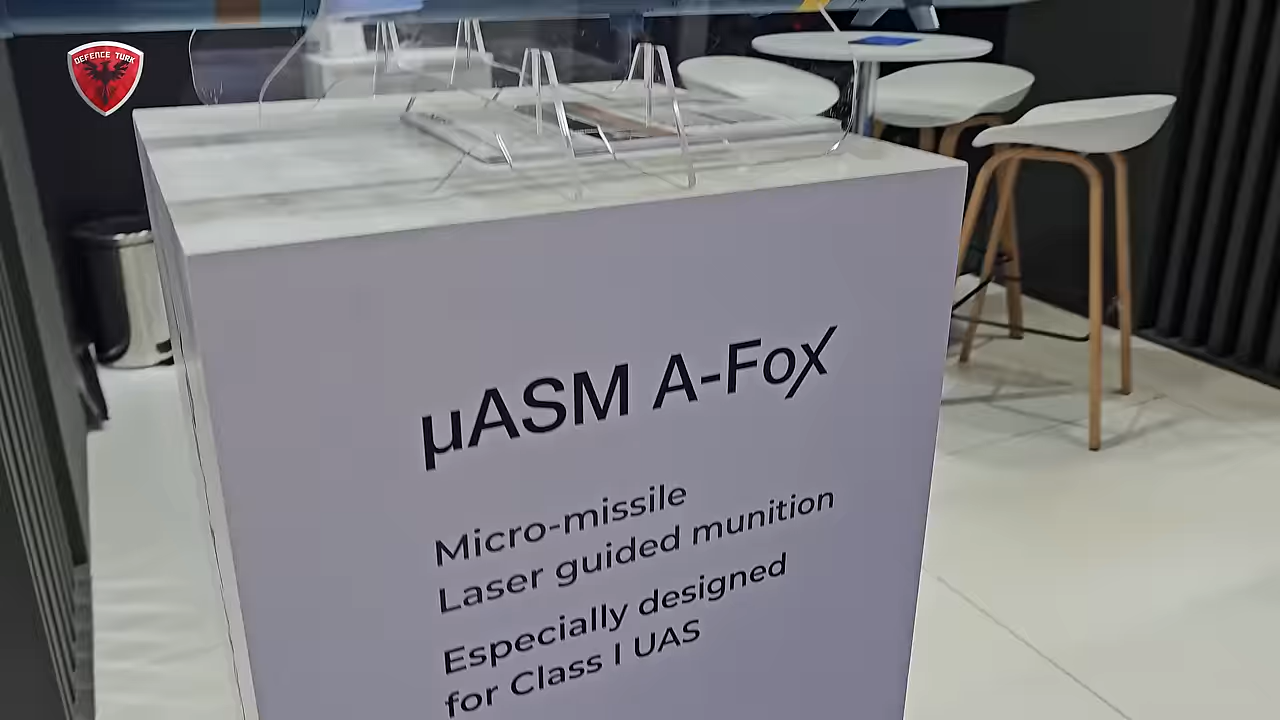 DEFENCE TURK
µASM A-Fox
Micro-missile
Laser guided munition
Especially designed
for Class I UAS